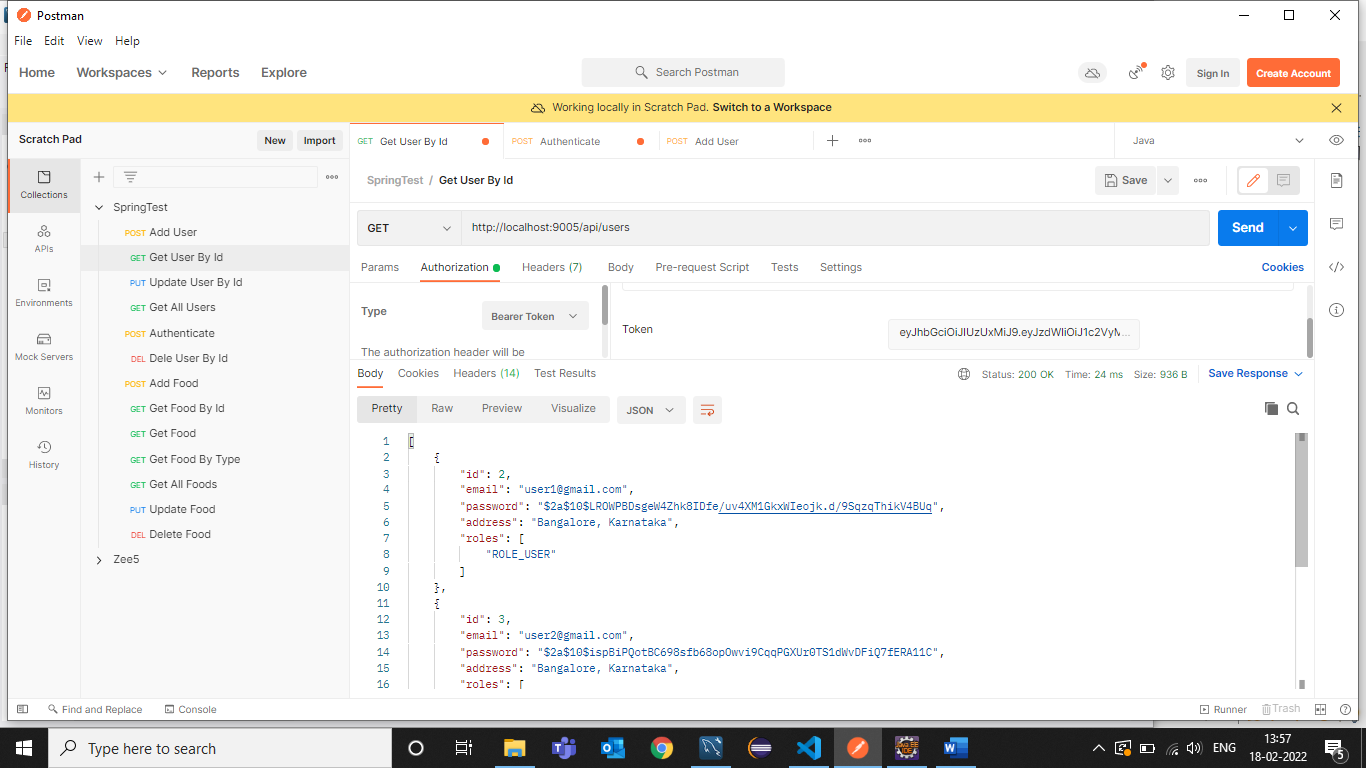 Postman
File Edit View Help
Home Workspaces Reports Explore Search Postman Sign In Create Account
Working locally in Scratch Pad. Switch to a Workspace
Scratch Pad New Import
GET Get User By Id POST Authenticate POST Add User Java
Collections
APIs
Environments
Mock Servers
Monitors
History
SpringTest
POST Add User
GET Get User By Id
PUT Update User By Id
GET Get All Users
POST Authenticate
DEL Dele User By Id
POST Add Food
GET Get Food By Id
GET Get Food
GET Get Food By Type
GET Get All Foods
PUT Update Food
DEL Delete Food
Zee5
SpringTest / Get User By Id Save
GET http://localhost:9005/api/users Send
Params Authorization Headers (7) Body Pre-request Script Tests Settings Cookies
Type Bearer Token
The authorization header will be
Token eyJhbGciOiJIUzUxMiJ9.eyJzdWIiOiJ1c2VyM...
Body Cookies Headers (14) Test Results Status: 200 OK Time: 24 ms Size: 936 B Save Response
Pretty Raw Preview Visualize JSON
1 [
2 {
3 "id": 2,
4 "email": "user1@gmail.com",
5 "password": "$2a$10$LROWPBDsgeW4Zhk8IDfe/uv4XM1GkxWIeojk.d/9SqzqThikV4BUq",
6 "address": "Bangalore, Karnataka",
7 "roles": [
8 "ROLE_USER"
9 ]
10 },
11 {
12 "id": 3,
13 "email": "user2@gmail.com",
14 "password": "$2a$10$ispBiPQotBC698sfb68opOwvi9CqqPGXUr0TS1dWvDFiQ7fERA11C",
15 "address": "Bangalore, Karnataka",
16 "roles": [
Find and Replace Console Runner Trash
Type here to search
ENG
13:57
18-02-2022
5